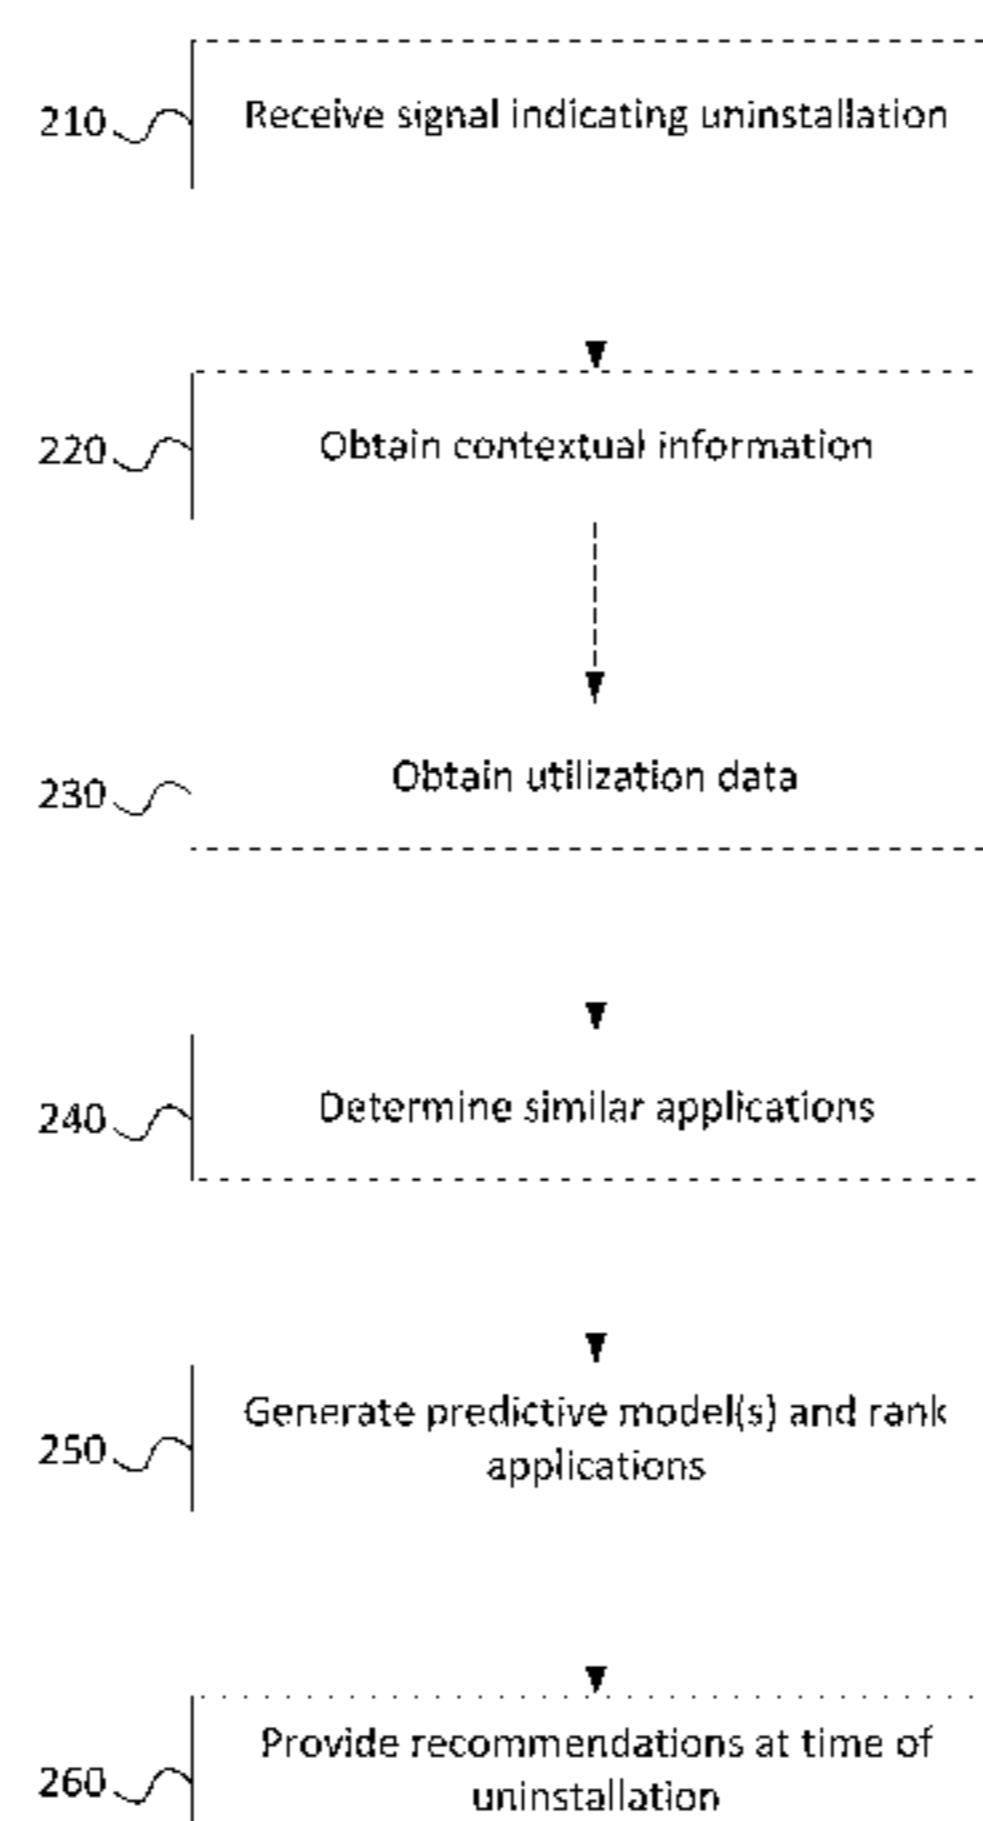 210 Receive signal indicating uninstallation
220 Obtain contextual information
230 Obtain utilization data
240 Determine similar applications
250 Generate predictive model(s) and rank
applications
260 Provide recommendations at time of
uninstallation